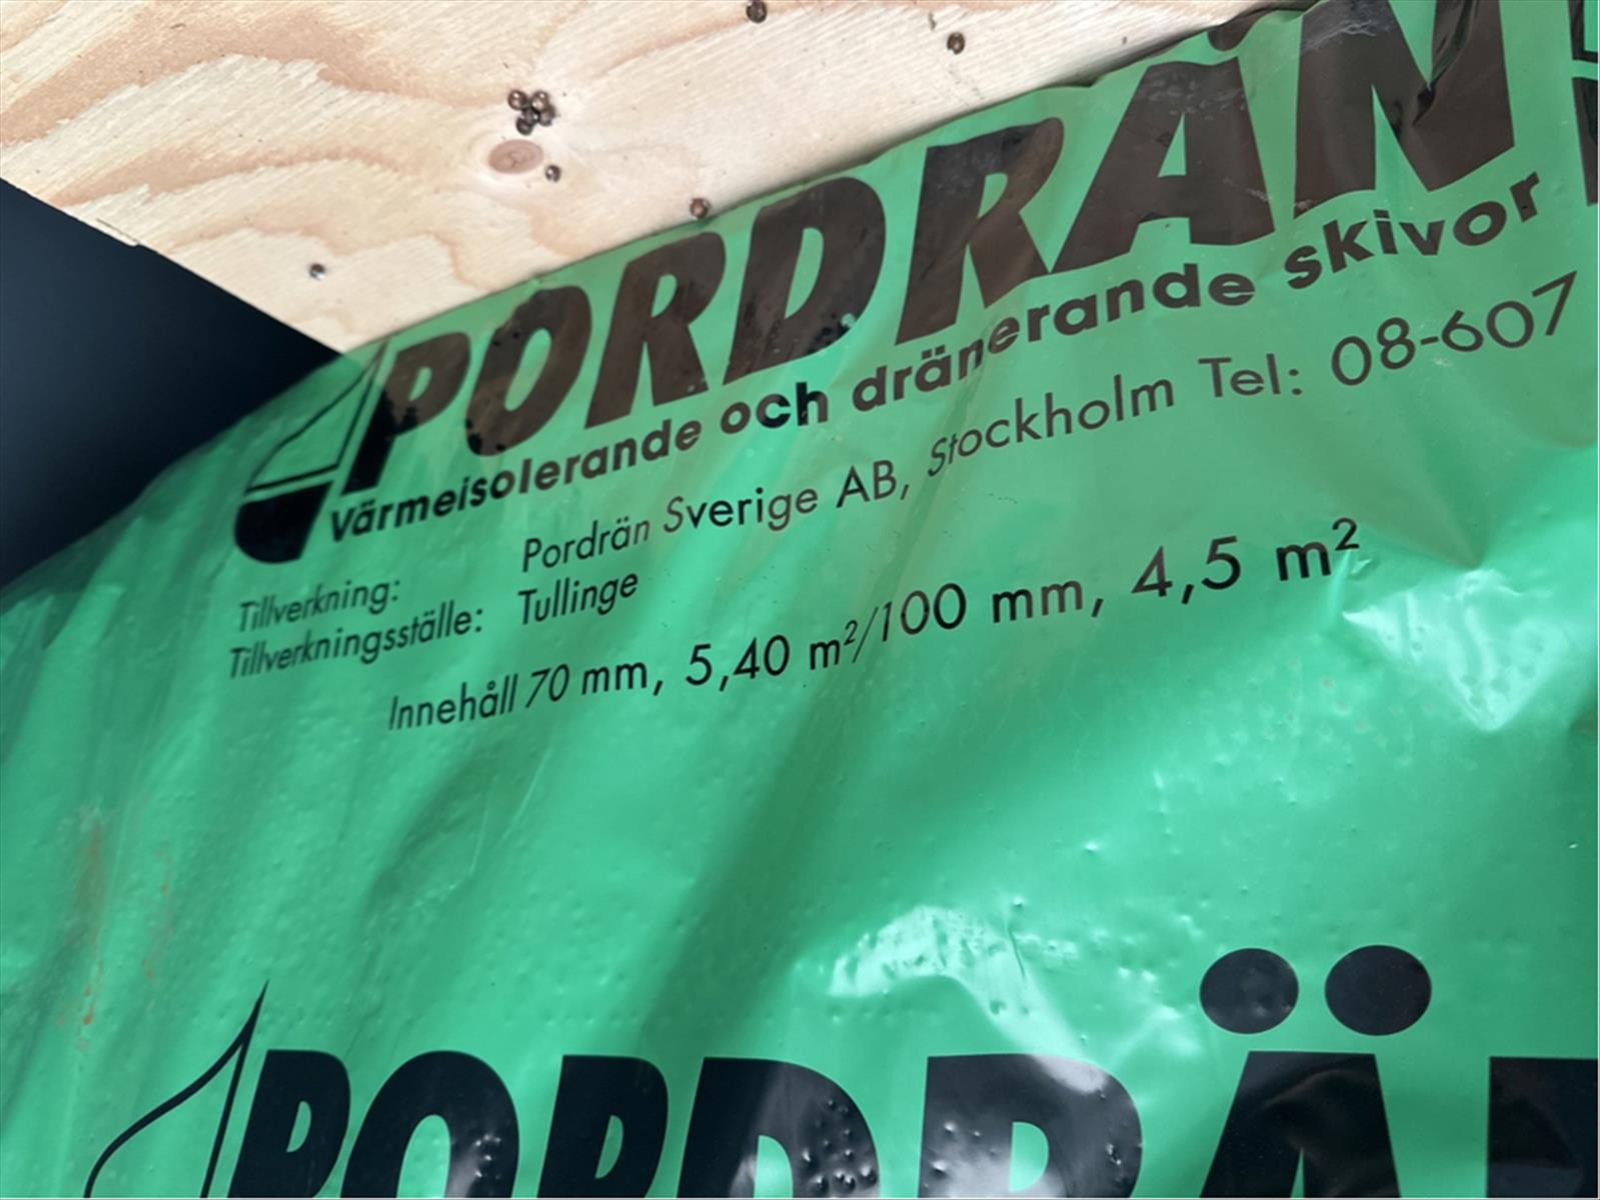 PORDRÄN
Värmeisolerande och dränerande skivor
Tillverkning: Pordrän Sverige AB, Stockholm Tel: 08-607
Tillverkningsställe: Tullinge
Innehåll 70 mm, 5,40 m²/100 mm, 4,5 m²
PORDRÄN